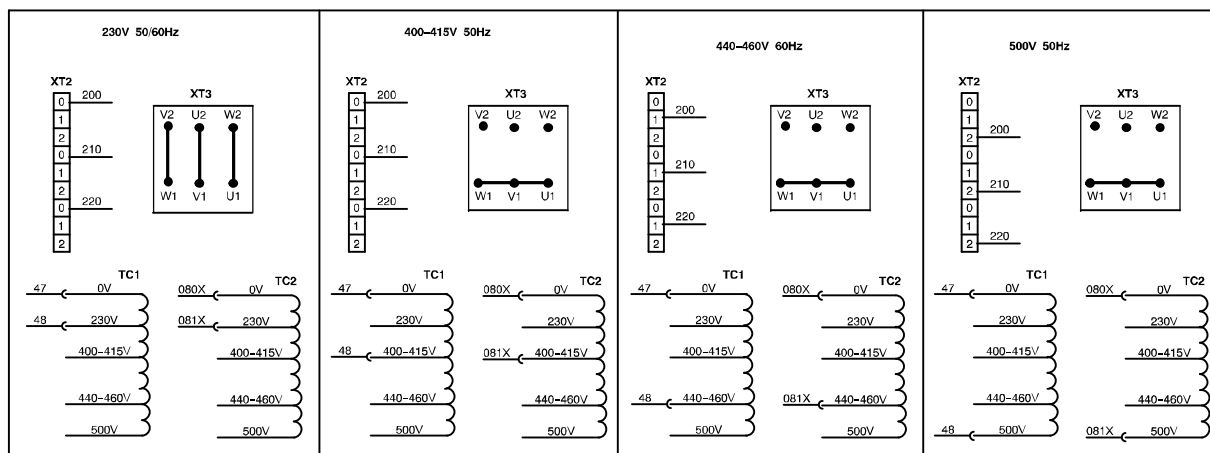 230V 50/60Hz
XT2
0
1
2
0
1
2
0
1
2
200
210
220
XT3
V2 U2 W2
W1 V1 U1
TC1
47 0V
48 230V
400-415V
440-460V
500V
TC2
080X 0V
081X 230V
400-415V
440-460V
500V
400-415V 50Hz
XT2
0
1
2
0
1
2
0
1
2
200
210
220
XT3
V2 U2 W2
W1 V1 U1
TC1
47 0V
230V
48 400-415V
440-460V
500V
TC2
080X 0V
230V
081X 400-415V
440-460V
500V
440-460V 60Hz
XT2
0
1
2
0
1
2
0
1
2
200
210
220
XT3
V2 U2 W2
W1 V1 U1
TC1
47 0V
230V
400-415V
48 440-460V
500V
TC2
080X 0V
230V
400-415V
081X 440-460V
500V
500V 50Hz
XT2
0
1
2
0
1
2
0
1
2
200
210
220
XT3
V2 U2 W2
W1 V1 U1
TC1
47 0V
230V
400-415V
440-460V
48 500V
TC2
080X 0V
230V
400-415V
440-460V
081X 500V